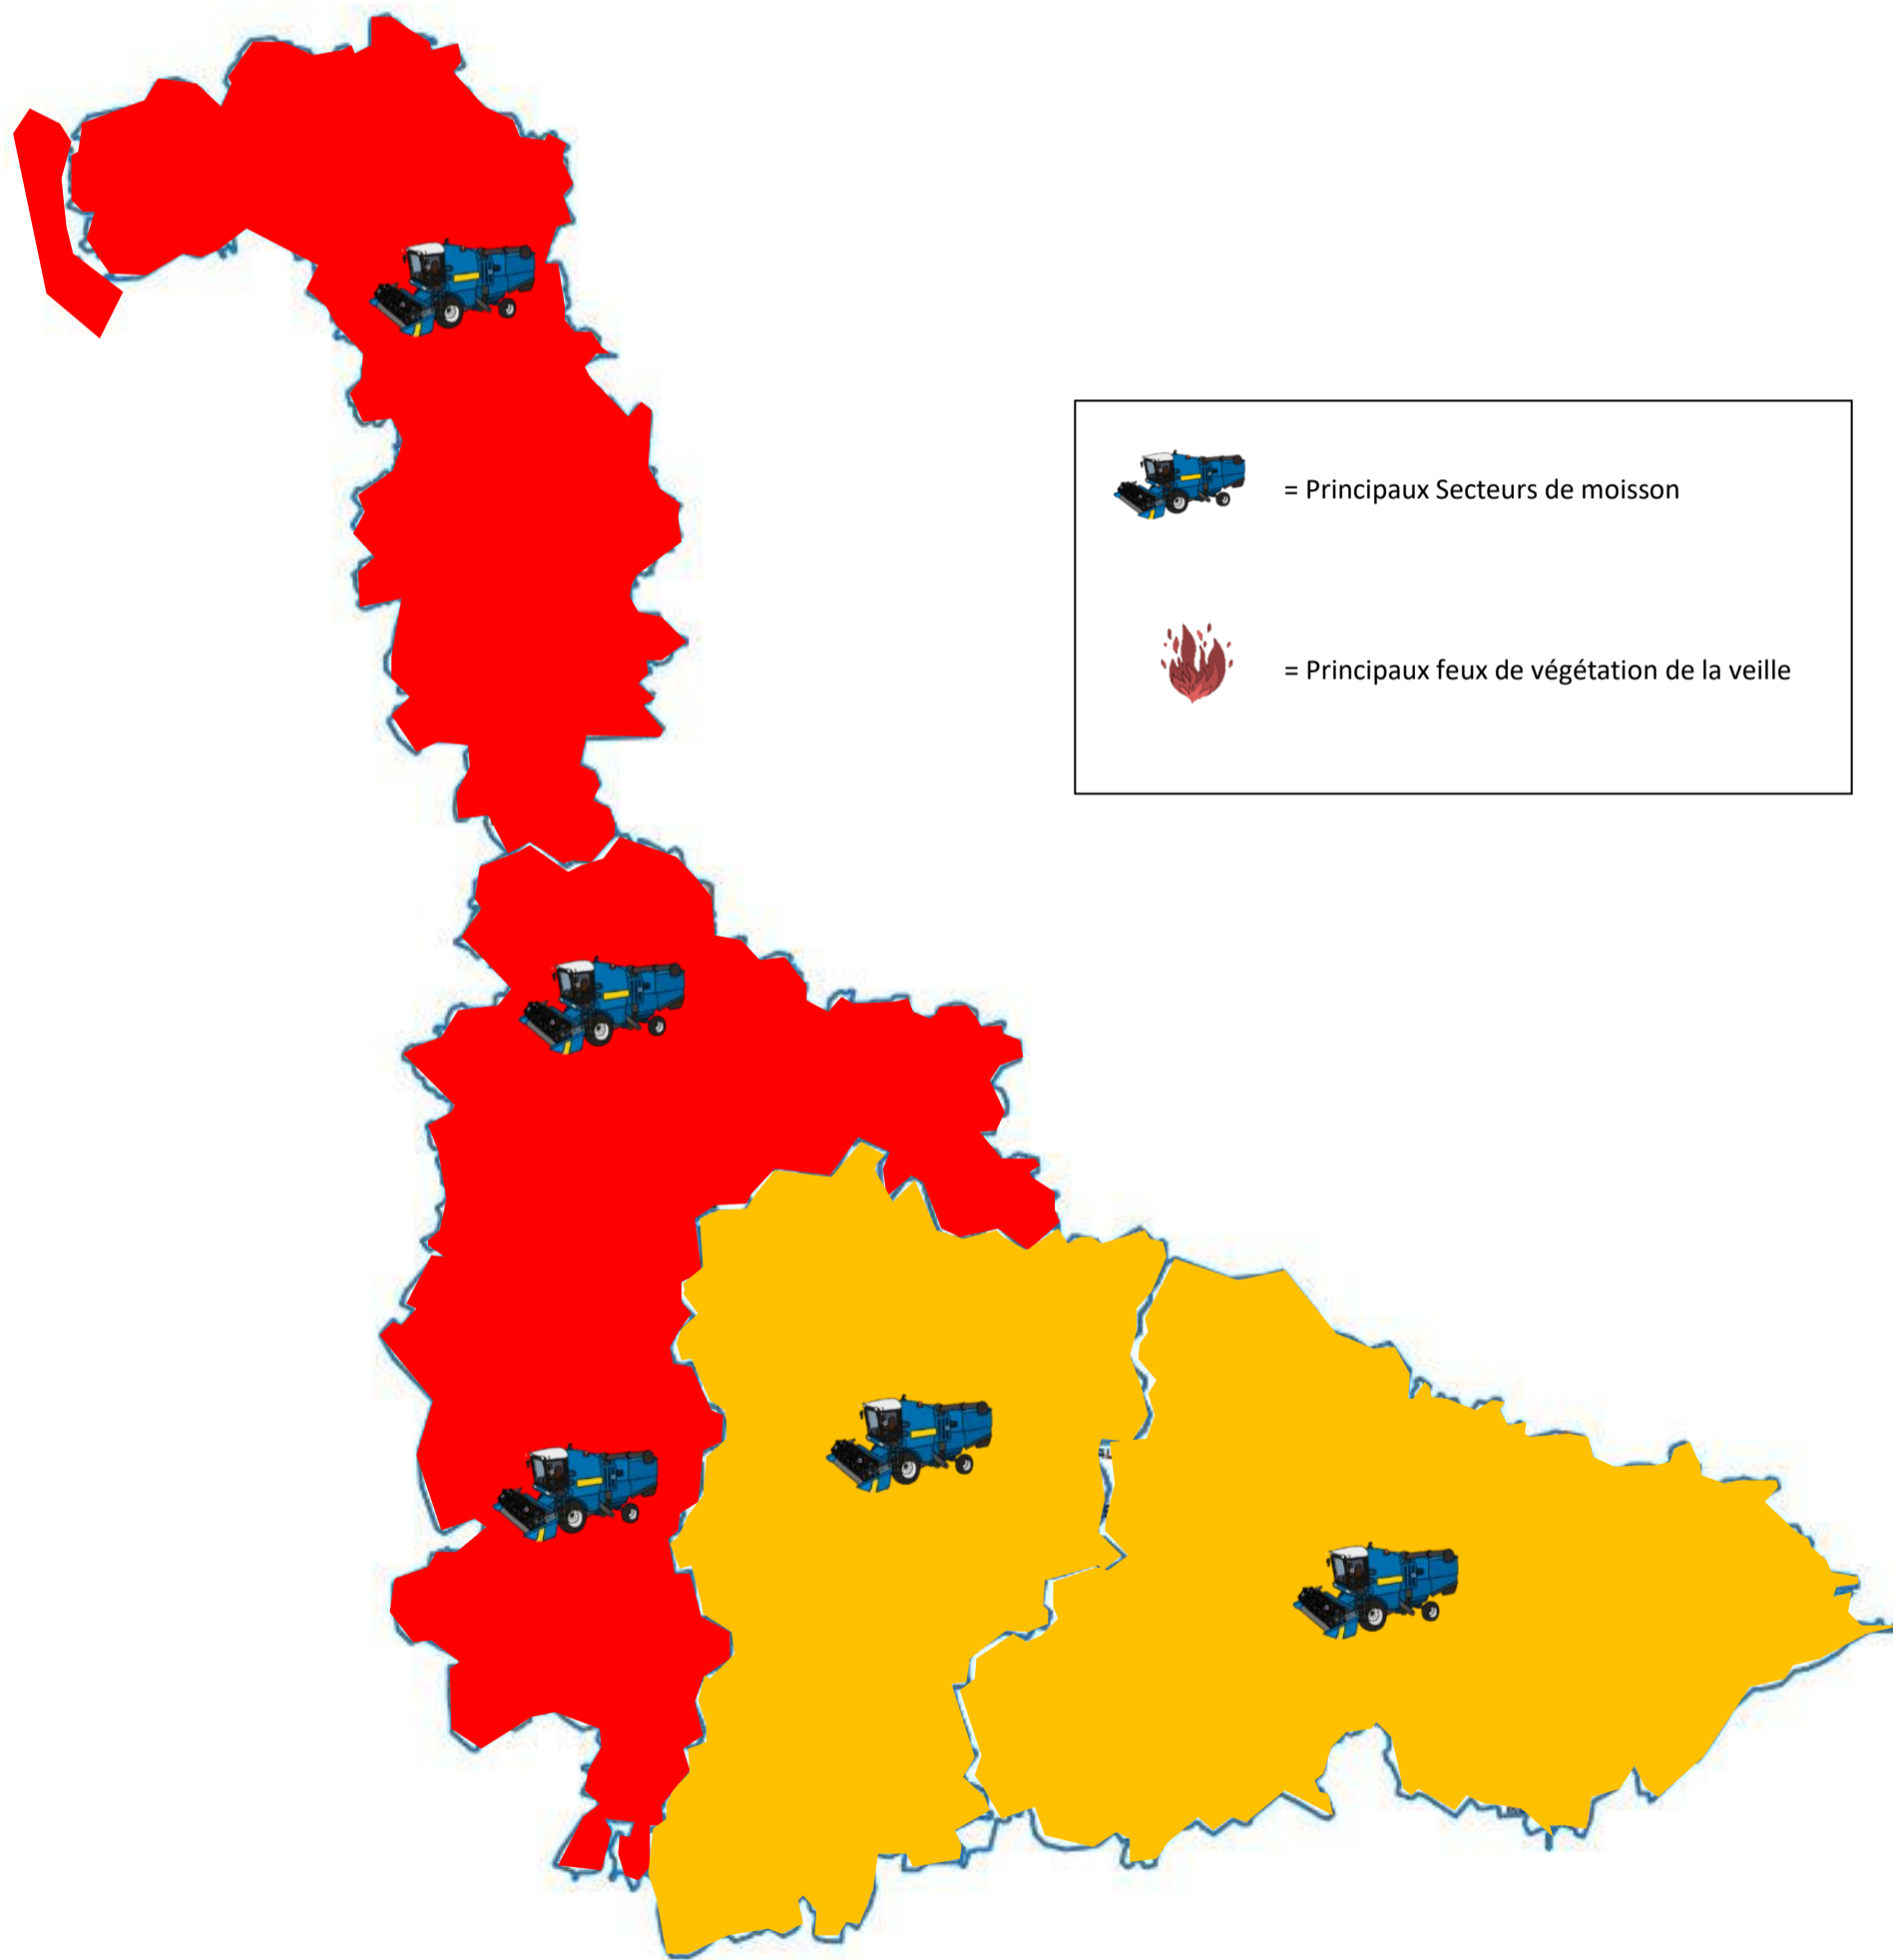 = Principaux Secteurs de moisson
= Principaux feux de végétation de la veille